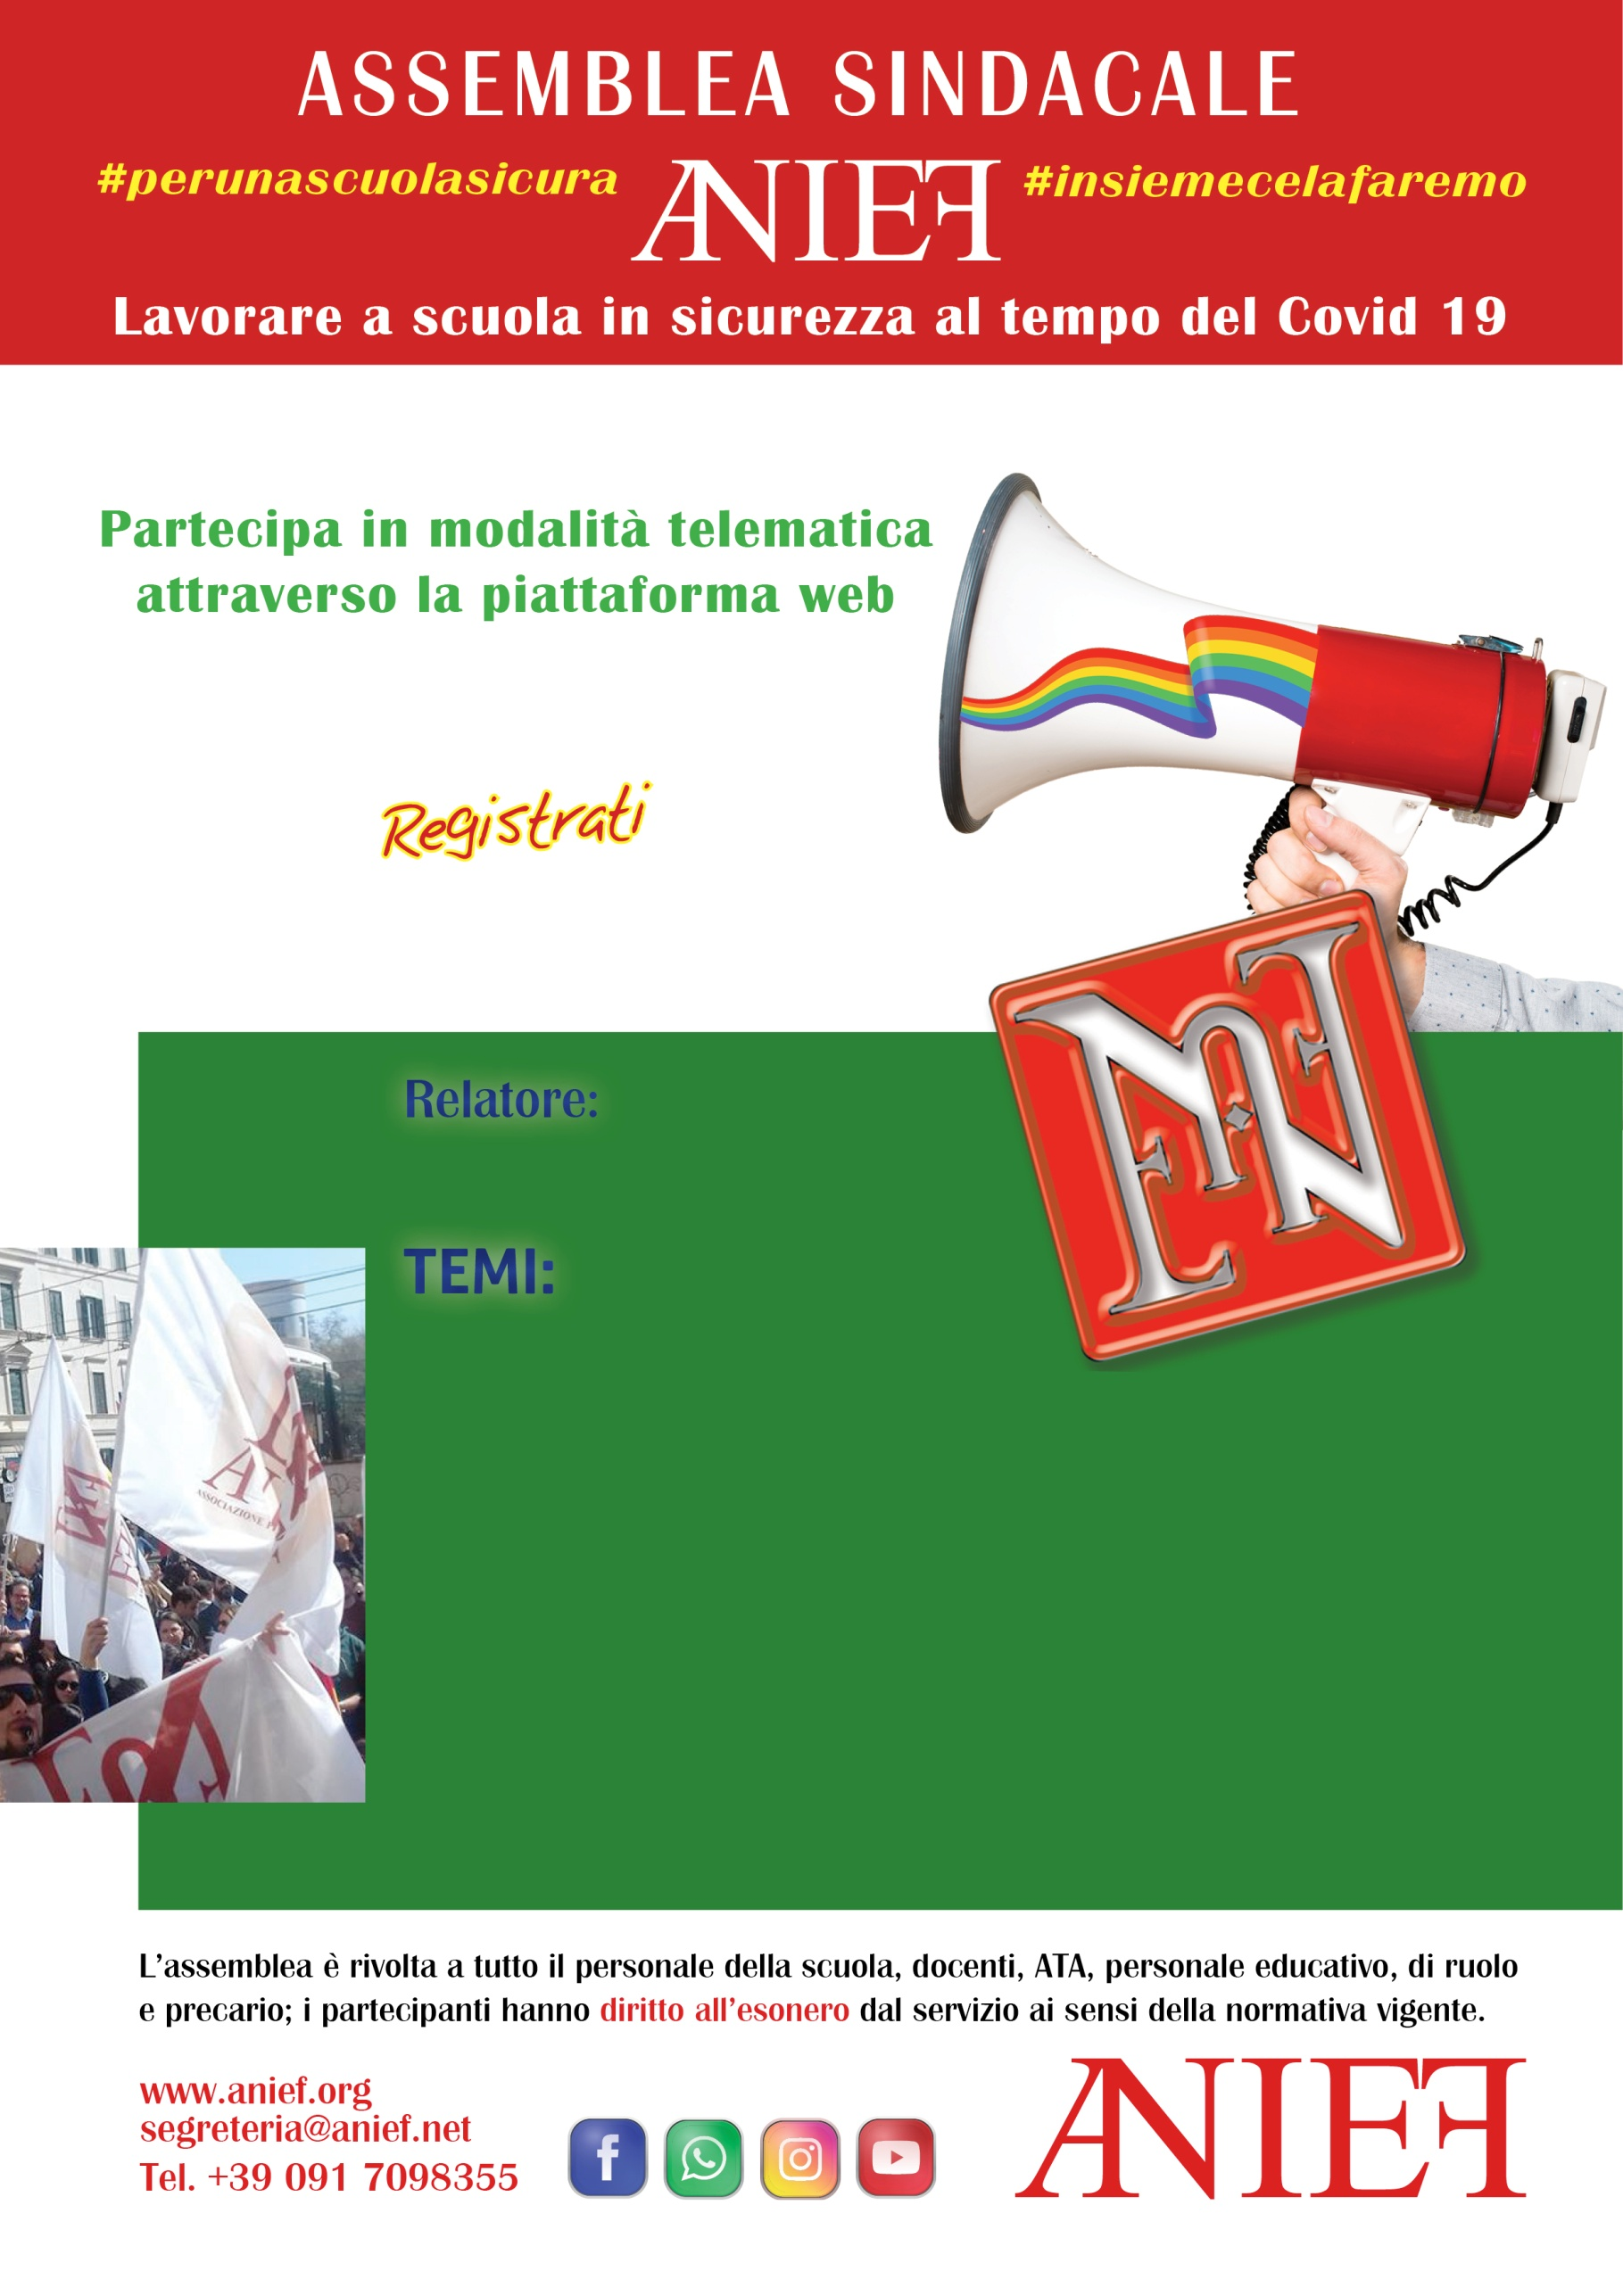 ASSEMBLEA SINDACALE
#perunascuolasicura ANIEF #insiemecelafaremo
Lavorare a scuola in sicurezza al tempo del Covid 19
Partecipa in modalità telematica
attraverso la piattaforma web
Registrati
Relatore:
TEMI:
ASSOCIAZIONE
L'assemblea è rivolta a tutto il personale della scuola, docenti, ATA, personale educativo, di ruolo
e precario; i partecipanti hanno diritto all'esonero dal servizio ai sensi della normativa vigente.
www.anief.org
segreteria@anief.net
Tel. +39 091 7098355
ANIEF